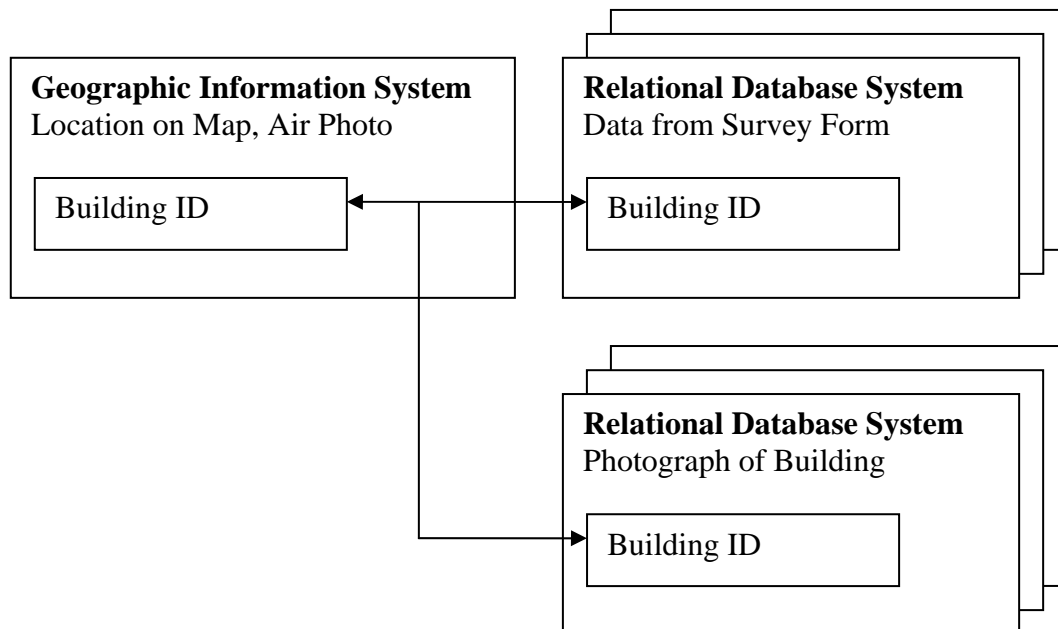 Geographic Information System
Location on Map, Air Photo
Building ID
Relational Database System
Data from Survey Form
Building ID
Relational Database System
Photograph of Building
Building ID